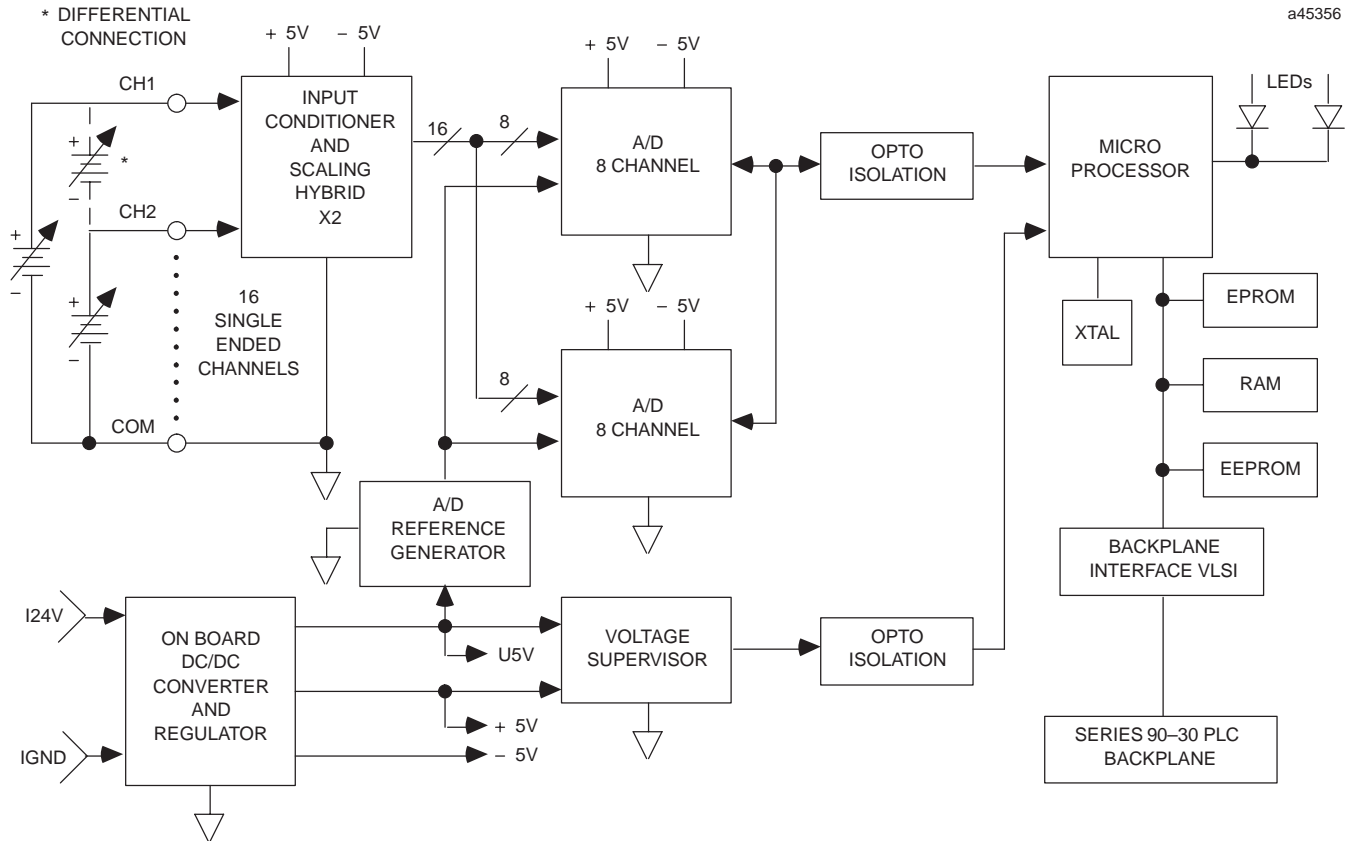 * DIFFERENTIAL
CONNECTION
a45356
+ 5V
– 5V
CH1
INPUT
CONDITIONER
AND
SCALING
HYBRID
X2
+
*
–
CH2
+
–
+
–
16
SINGLE
ENDED
CHANNELS
COM
16
8
+ 5V
– 5V
A/D
8 CHANNEL
OPTO
ISOLATION
MICRO
PROCESSOR
LEDs
XTAL
EPROM
RAM
EEPROM
8
+ 5V
– 5V
A/D
8 CHANNEL
A/D
REFERENCE
GENERATOR
BACKPLANE
INTERFACE VLSI
I24V
IGND
ON BOARD
DC/DC
CONVERTER
AND
REGULATOR
U5V
+ 5V
– 5V
VOLTAGE
SUPERVISOR
OPTO
ISOLATION
SERIES 90–30 PLC
BACKPLANE